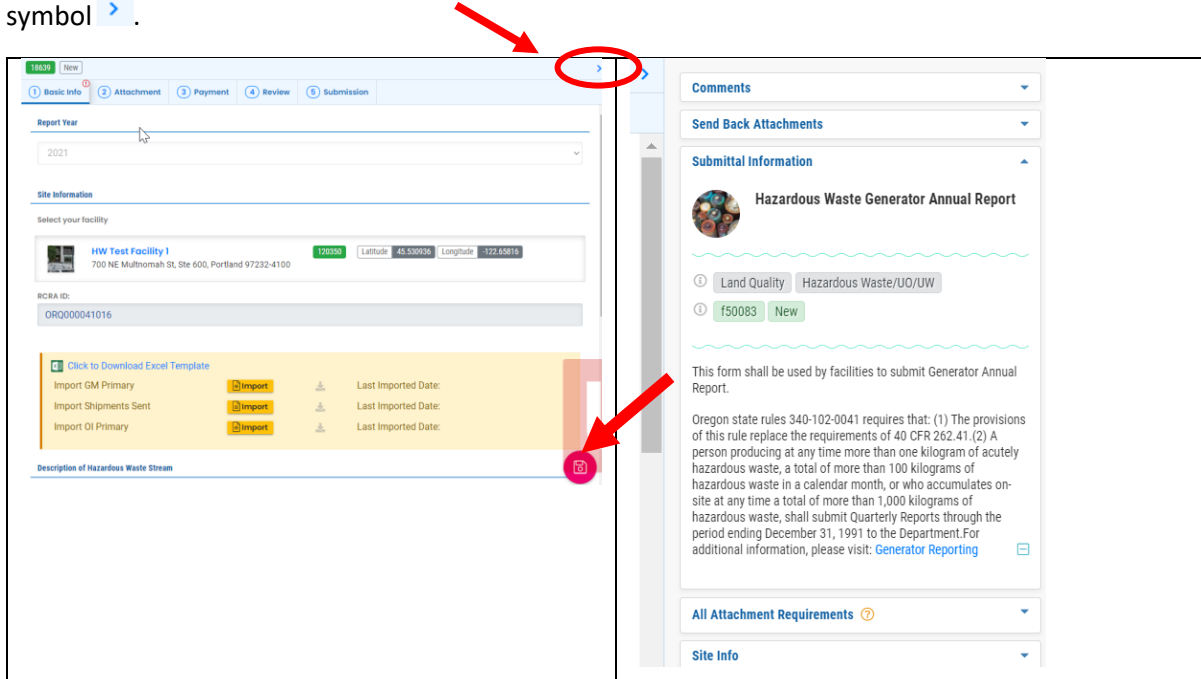 symbol > .
18639 New
1 Basic Info 2 Attachment 3 Payment 4 Review 5 Submission
Report Year
2021
Site Information
Select your facility
HW Test Facility 1 120350 Latitude 45.530936 Longitude -122.65816
700 NE Multnomah St, Ste 600, Portland 97232-4100
RCRA ID:
ORQ000041016
Click to Download Excel Template
Import GM Primary Import Last Imported Date:
Import Shipments Sent Import Last Imported Date:
Import OI Primary Import Last Imported Date:
Description of Hazardous Waste Stream
Comments
Send Back Attachments
Submittal Information
Hazardous Waste Generator Annual Report
Land Quality Hazardous Waste/UO/UW
f50083 New
This form shall be used by facilities to submit Generator Annual
Report.
Oregon state rules 340-102-0041 requires that: (1) The provisions
of this rule replace the requirements of 40 CFR 262.41.(2) A
person producing at any time more than one kilogram of acutely
hazardous waste, a total of more than 100 kilograms of
hazardous waste in a calendar month, or who accumulates on-
site at any time a total of more than 1,000 kilograms of
hazardous waste, shall submit Quarterly Reports through the
period ending December 31, 1991 to the Department.For
additional information, please visit: Generator Reporting
All Attachment Requirements ?
Site Info